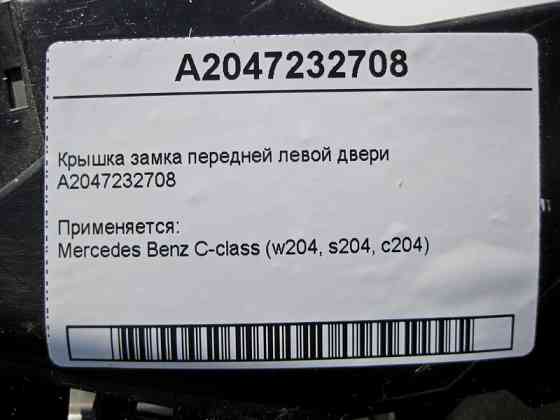 A2047232708
Крышка замка передней левой двери
A2047232708
Применяется:
Mercedes Benz C-class (w204, s204, c204)